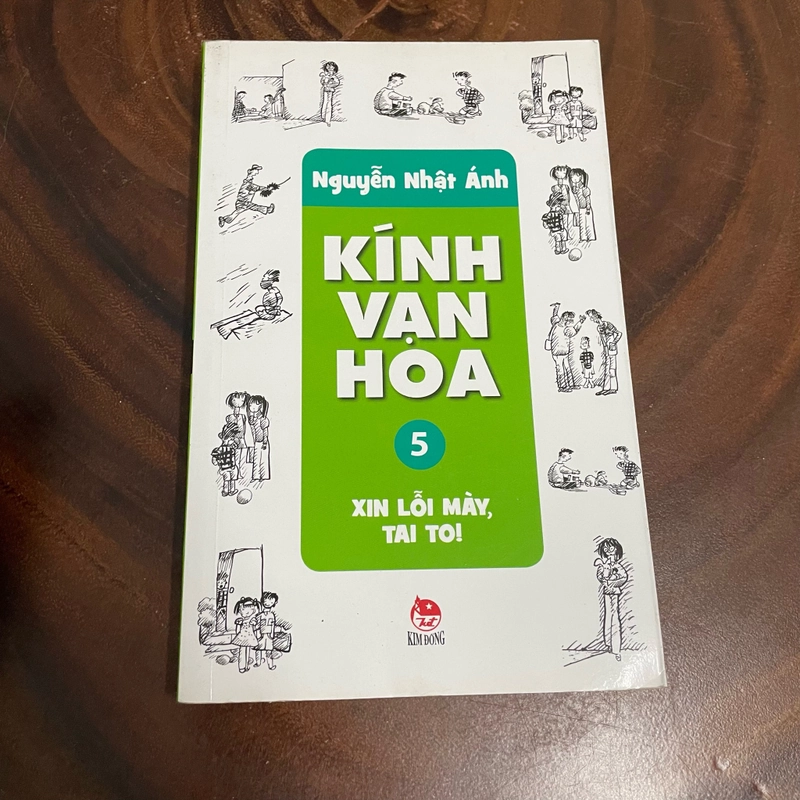 Nguyễn Nhật Ánh
KÍNH
VẠN
HOA
5
XIN LỖI MÀY,
TAI TO!
KIM ĐỒNG